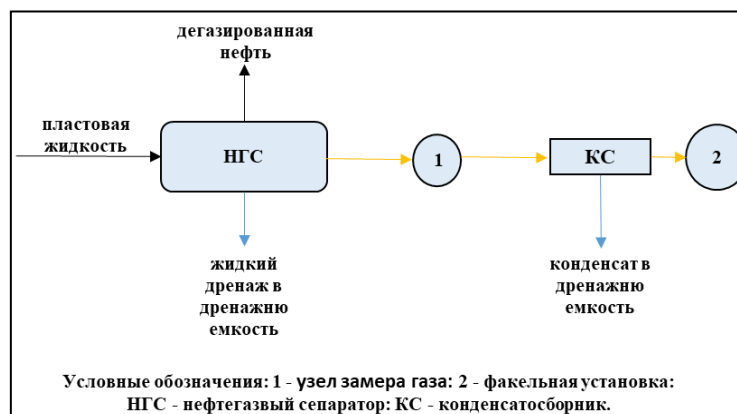 дегазированная
нефть
пластовая
жидкость
НГС
1
КС
2
жидкий
дренаж в
дренажню
емкость
конденсат в
дренажню
емкость
Условные обозначения: 1 - узел замера газа: 2 - факельная установка:
НГС - нефтегазвый сепаратор: КС - конденсатосборник.